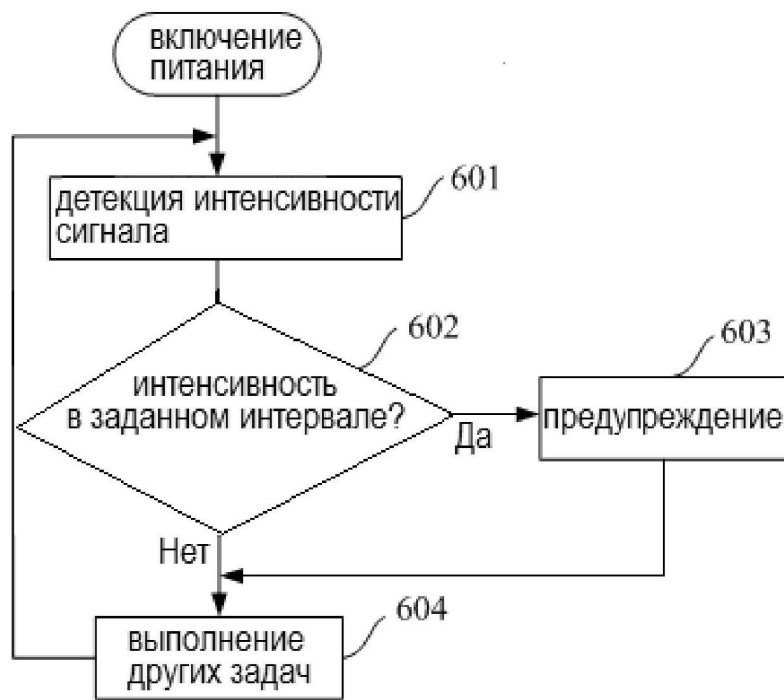 включение
питания
детекция интенсивности
сигнала
601
602
интенсивность
в заданном интервале?
Да
603
предупреждение
Нет
604
выполнение
других задач